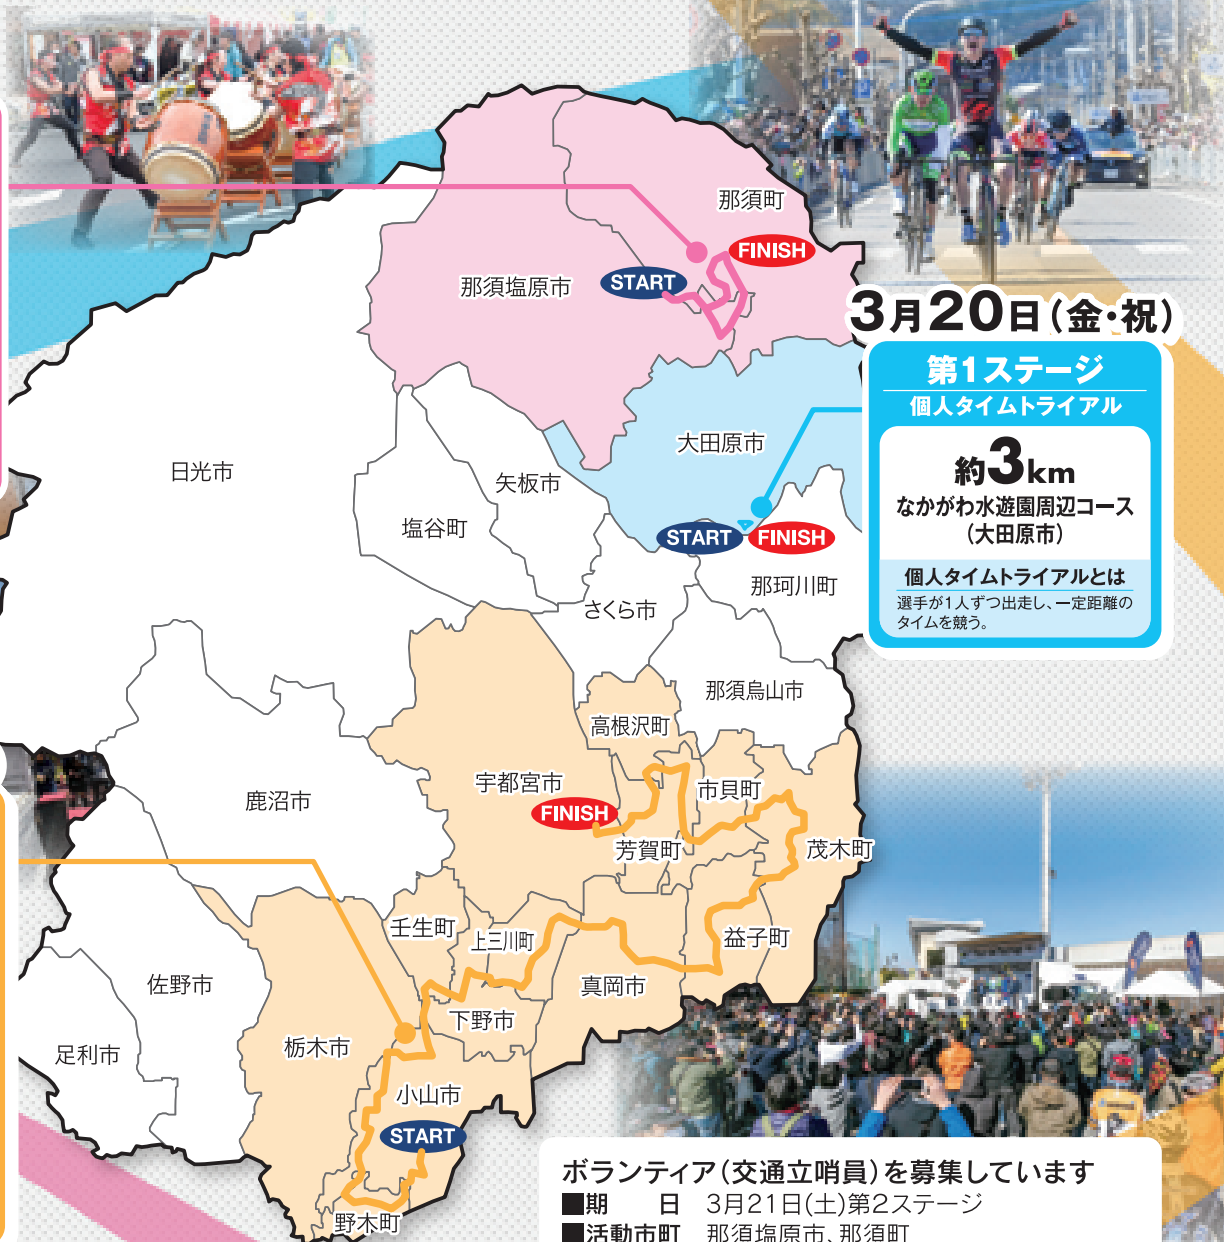 那須町
FINISH
那須塩原市
START
3月20日(金・祝)
第1ステージ
個人タイムトライアル
約3km
なかがわ水遊園周辺コース
(大田原市)
個人タイムトライアルとは
選手が1人ずつ出走し、一定距離の
タイムを競う。
大田原市
日光市
矢板市
塩谷町
START
FINISH
那珂川町
さくら市
那須烏山市
高根沢町
宇都宮市
市貝町
鹿沼市
FINISH
芳賀町
茂木町
壬生町
上三川町
益子町
佐野市
真岡市
下野市
足利市
栃木市
小山市
START
野木町
ボランティア(交通立哨員)を募集しています
■期　　日　3月21日(土)第2ステージ
■活動市町　那須塩原市、那須町